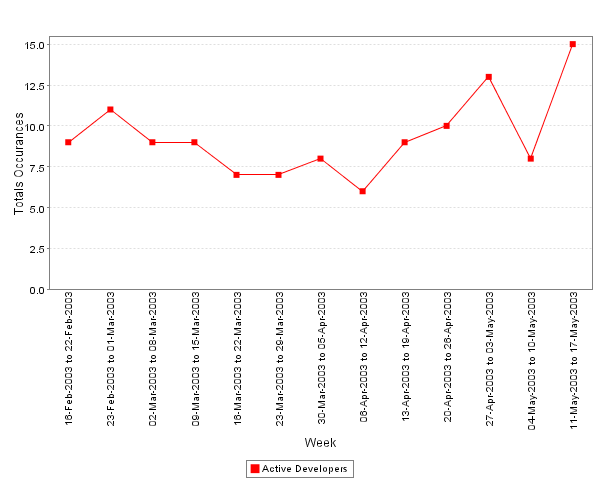 15.0
12.5
10.0
7.5
5.0
2.5
0.0
Totals Occurances
16-Feb-2003 to 22-Feb-2003
23-Feb-2003 to 01-Mar-2003
02-Mar-2003 to 08-Mar-2003
09-Mar-2003 to 15-Mar-2003
16-Mar-2003 to 22-Mar-2003
23-Mar-2003 to 29-Mar-2003
30-Mar-2003 to 05-Apr-2003
06-Apr-2003 to 12-Apr-2003
13-Apr-2003 to 19-Apr-2003
20-Apr-2003 to 26-Apr-2003
27-Apr-2003 to 03-May-2003
04-May-2003 to 10-May-2003
11-May-2003 to 17-May-2003
Week
Active Developers